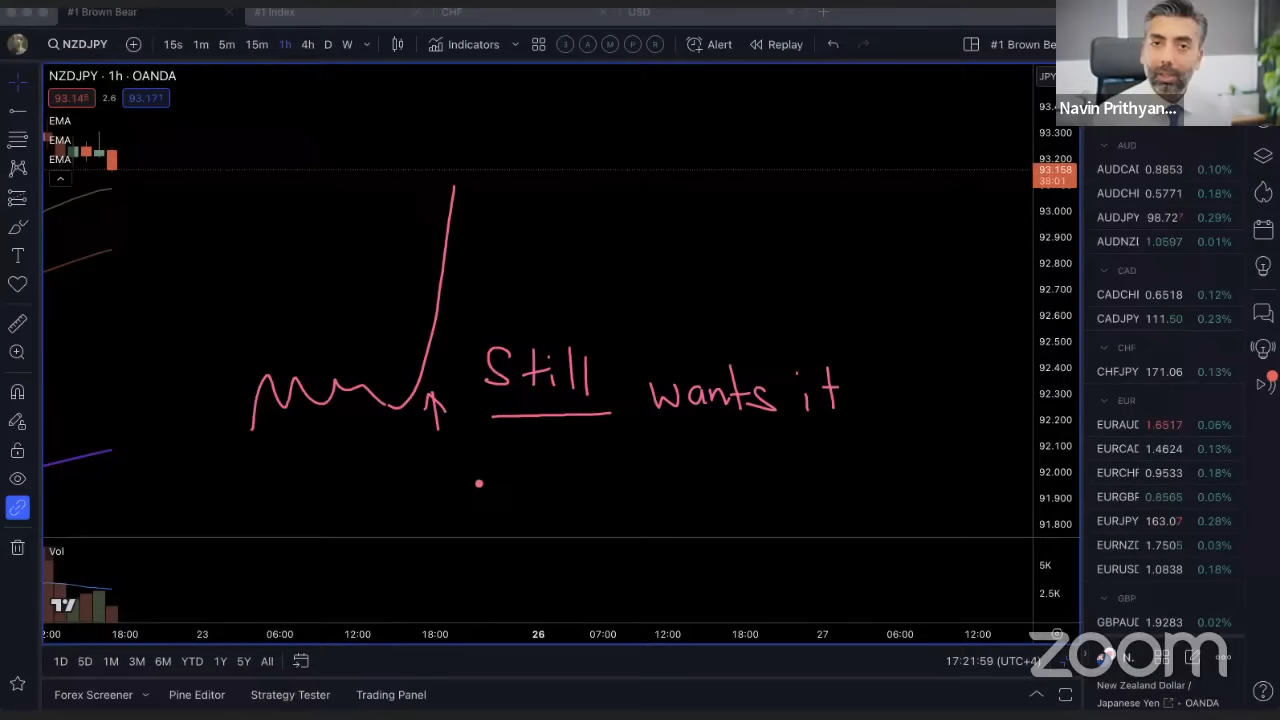 #1 Brown Bear
#1 Index
CHF
USD
NZDJPY
15s 1m 5m 15m 1h 4h D W
Indicators
Alert
Replay
#1 Brown Be
NZDJPY · 1h · OANDA
93.148 2.6 93.171
EMA
EMA
EMA
JPY
93.300
93.200
93.158
38:01
93.000
92.900
92.800
92.700
92.600
92.500
92.400
92.300
92.200
92.100
92.000
91.900
91.800
Still wants it
Vol
5K
2.5K
18:00 23 06:00 12:00 18:00 26 07:00 12:00 18:00 27 06:00 12:00
1D 5D 1M 3M 6M YTD 1Y 5Y All
17:21:59 (UTC+4)
Forex Screener Pine Editor Strategy Tester Trading Panel
Navin Prithyan...
AUD
AUDCAD 0.8853 0.10%
AUDCHI 0.5771 0.18%
AUDJPY 98.727 0.29%
AUDNZI 1.0597 0.01%
CAD
CADCHI 0.6518 0.12%
CADJPY 111.50 0.23%
CHF
CHFJPY 171.06 0.13%
EUR
EURAUD 1.6517 0.06%
EURCAD 1.4624 0.13%
EURCHF 0.9533 0.18%
EURGBP 0.8565 0.05%
EURJPY 163.07 0.28%
EURNZD 1.7505 0.03%
EURUSD 1.0838 0.18%
GBP
GBPAUD 1.9283 0.02%
N.
New Zealand Dollar /
Japanese Yen · OANDA
zoom